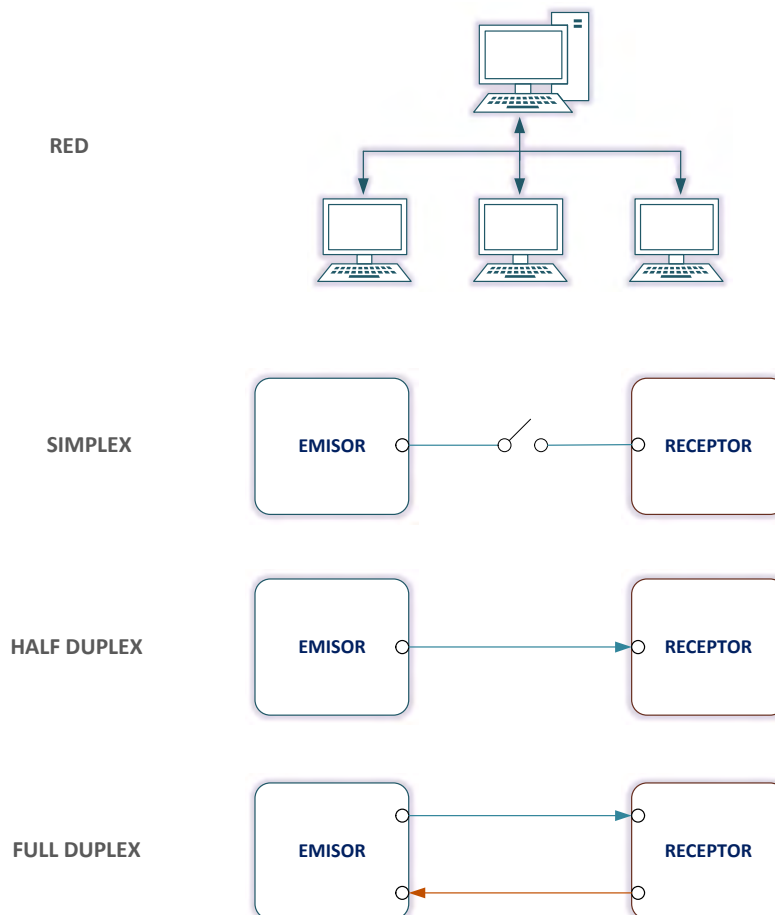 RED
SIMPLEX
EMISOR
RECEPTOR
HALF DUPLEX
EMISOR
RECEPTOR
FULL DUPLEX
EMISOR
RECEPTOR